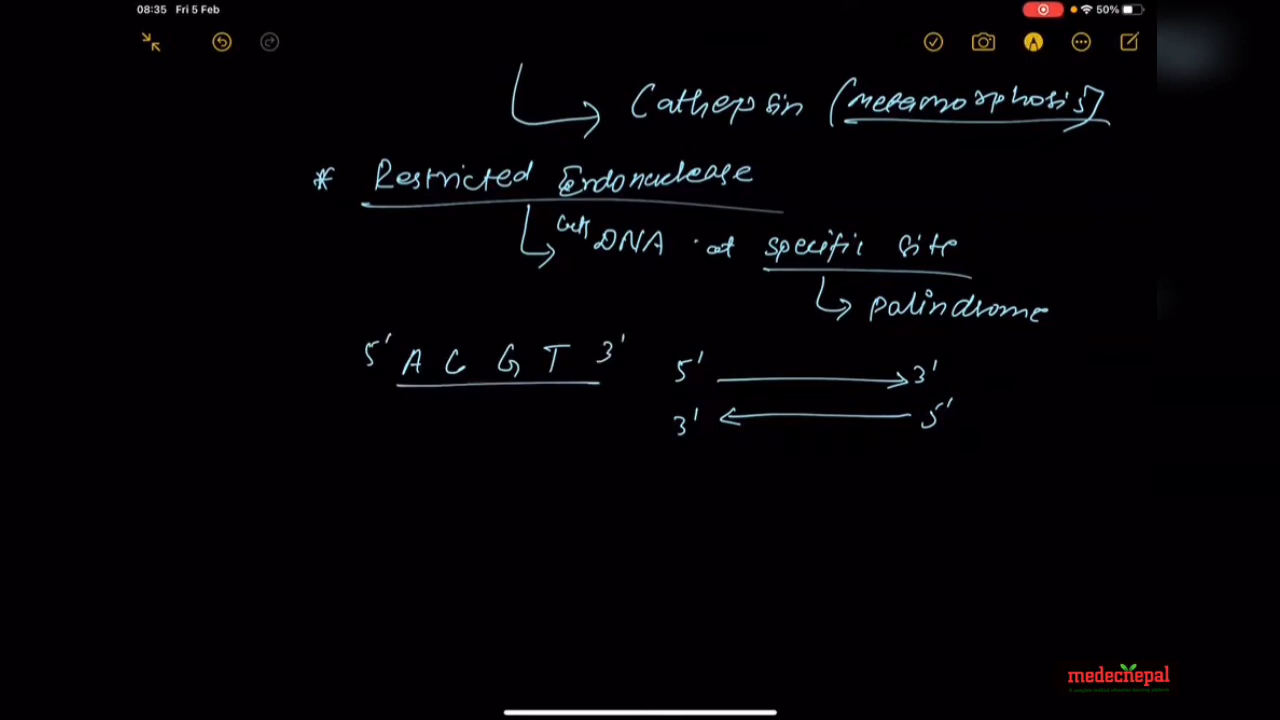 08:35 Fri 5 Feb 50%
Cathepsin (metamorphosis)
* Restricted Endonuclease
cuts DNA at specific site
palindrome
5' A C G T 3' 5' 3'
3' 5'
medecnepal